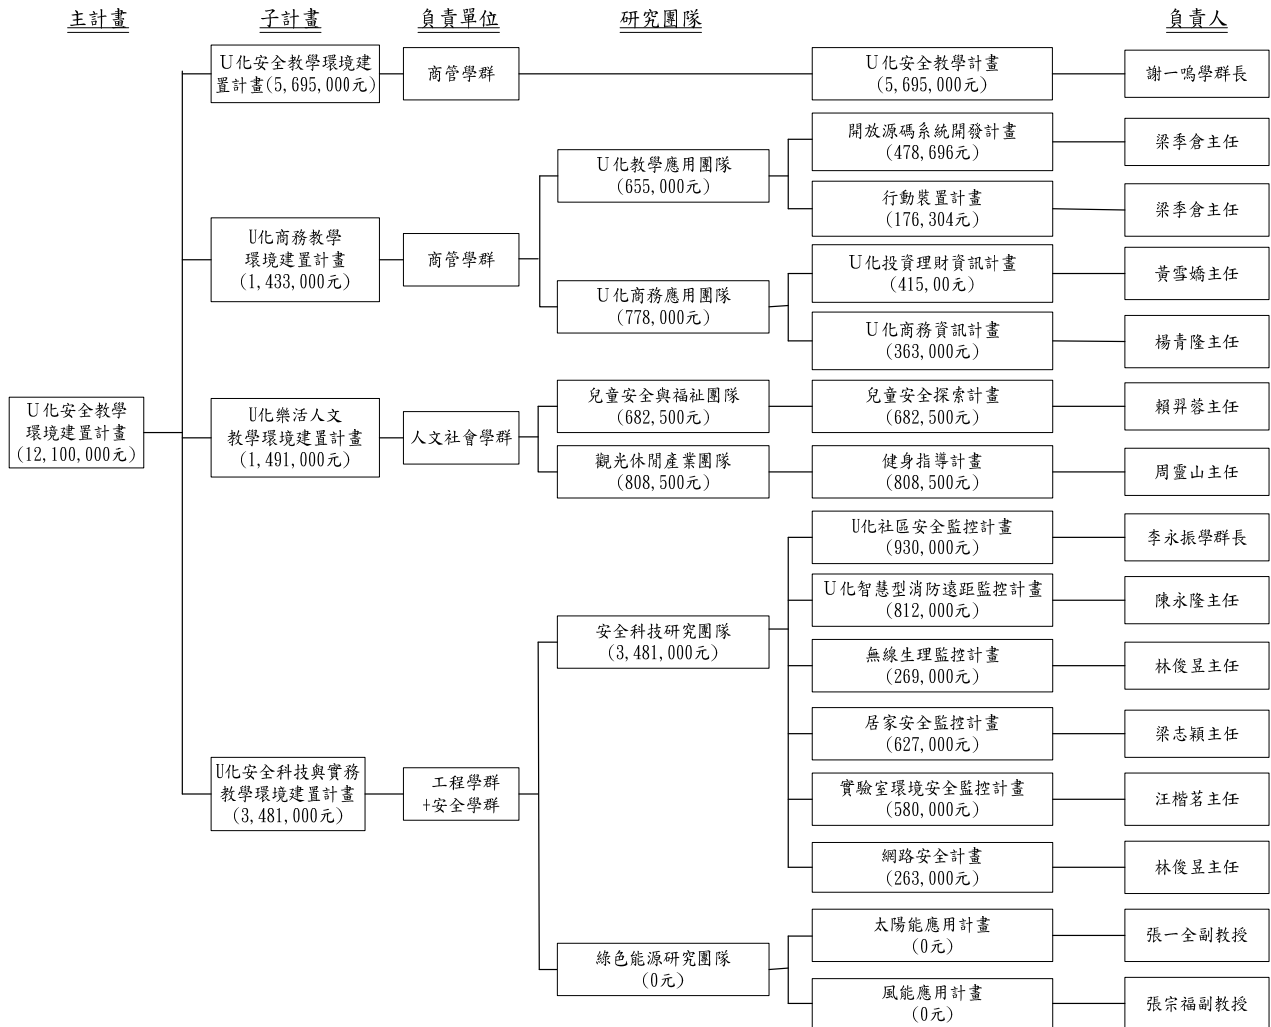 主計畫
子計畫
負責單位
研究團隊
負責人
U化安全教學
環境建置計畫
(12,100,000元)
U化安全教學環境建
置計畫(5,695,000元)
商管學群
U化安全教學計畫
(5,695,000元)
謝一鳴學群長
U化商務教學
環境建置計畫
(1,433,000元)
商管學群
U化教學應用團隊
(655,000元)
開放源碼系統開發計畫
(478,696元)
梁季倉主任
行動裝置計畫
(176,304元)
梁季倉主任
U化商務應用團隊
(778,000元)
U化投資理財資訊計畫
(415,00元)
黃雪嬌主任
U化商務資訊計畫
(363,000元)
楊青隆主任
U化樂活人文
教學環境建置計畫
(1,491,000元)
人文社會學群
兒童安全與福祉團隊
(682,500元)
兒童安全探索計畫
(682,500元)
賴羿蓉主任
觀光休閒產業團隊
(808,500元)
健身指導計畫
(808,500元)
周靈山主任
U化安全科技與實務
教學環境建置計畫
(3,481,000元)
工程學群
+安全學群
安全科技研究團隊
(3,481,000元)
U化社區安全監控計畫
(930,000元)
李永振學群長
U化智慧型消防遠距監控計畫
(812,000元)
陳永隆主任
無線生理監控計畫
(269,000元)
林俊昱主任
居家安全監控計畫
(627,000元)
梁志穎主任
實驗室環境安全監控計畫
(580,000元)
汪楷茗主任
網路安全計畫
(263,000元)
林俊昱主任
綠色能源研究團隊
(0元)
太陽能應用計畫
(0元)
張一全副教授
風能應用計畫
(0元)
張宗福副教授